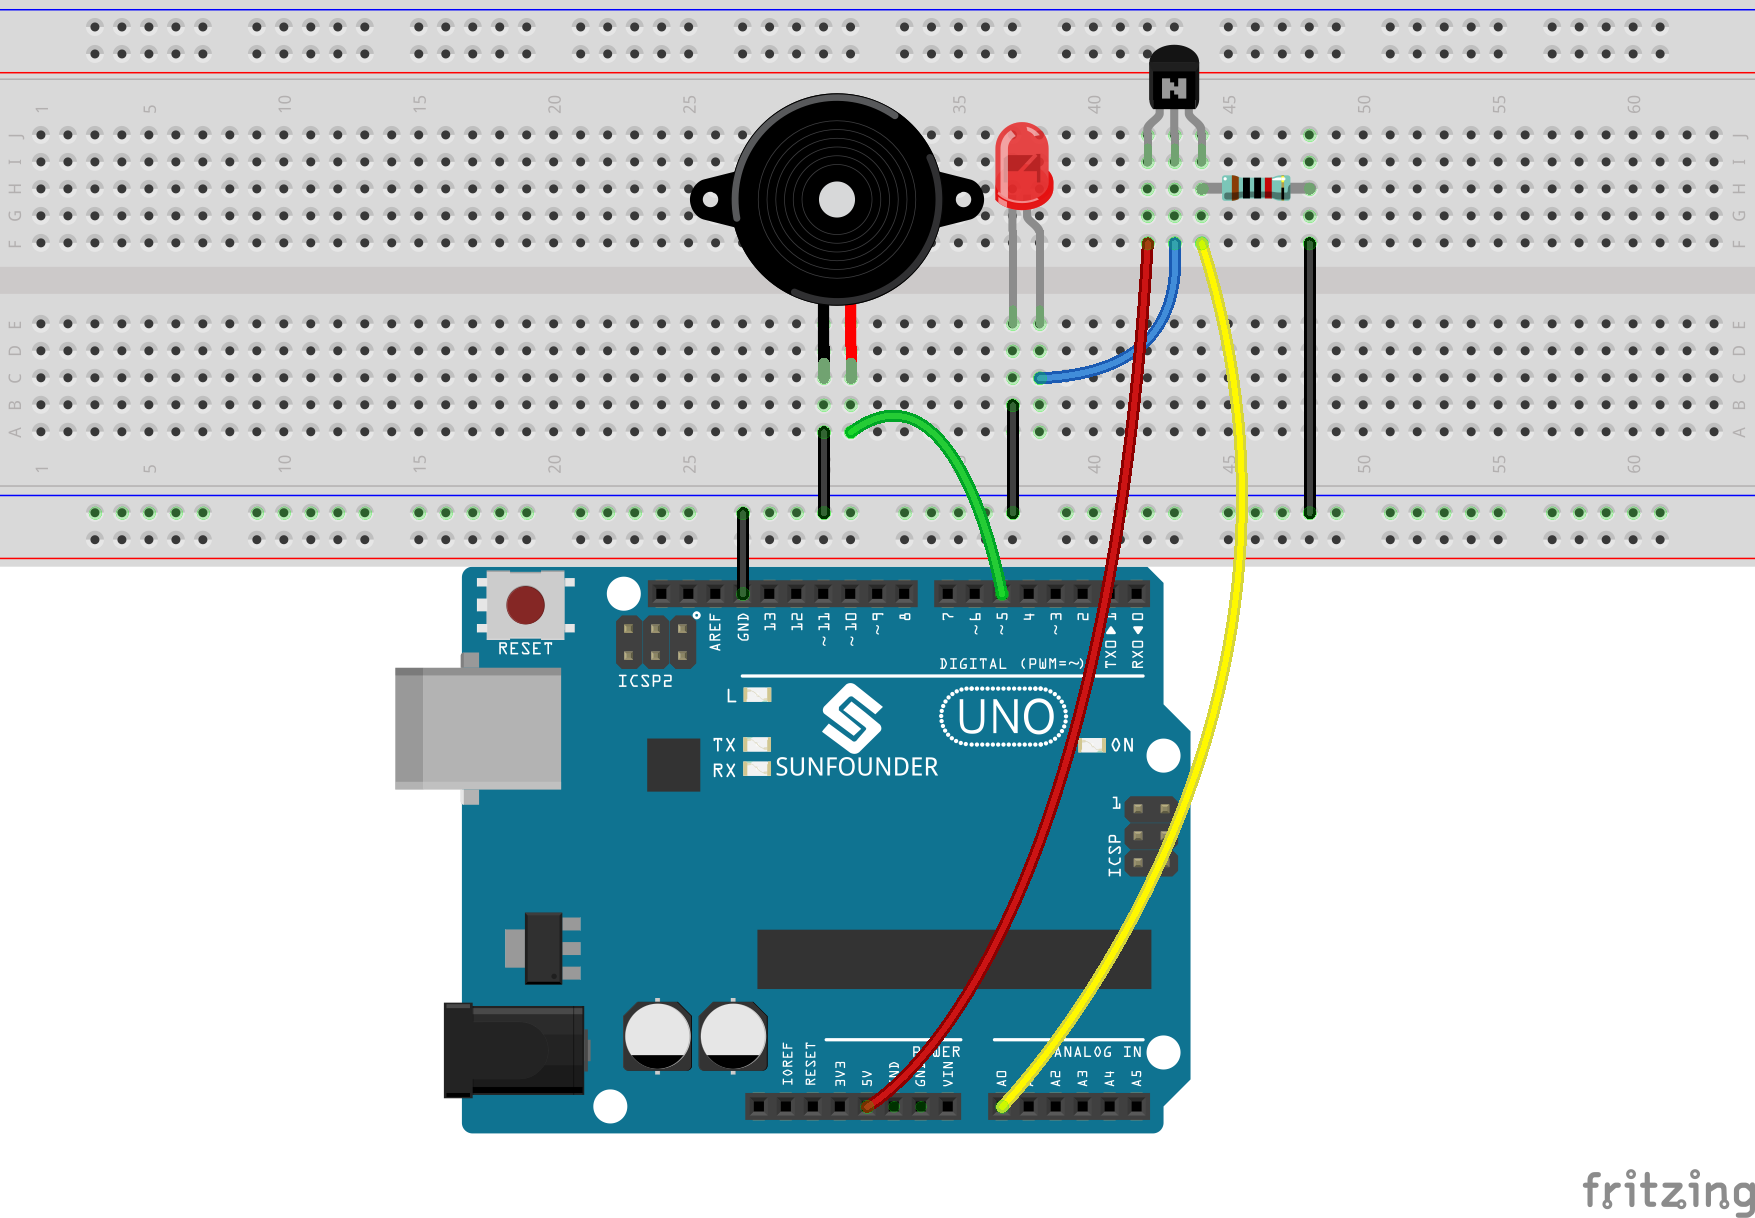 1 5 10 15 20 25 35 40 45 50 55 60
J J
I I
H H
G G
F F
E E
D D
C C
B B
A A
1 5 10 15 20 25 35 40 45 50 55 60
N
RESET
ICSP2
AREF GND 13 12 ~11 ~10 ~9 8 7 ~6 ~5 4 ~3 2 TXO 1 RXO 0
DIGITAL (PWM=~)
L
UNO
TX
RX
ON
SUNFOUNDER
1
ICSP
POWER
ANALOG IN
IOREF RESET 3V3 5V GND GND VIN A0 A2 A3 A4 A5
fritzing